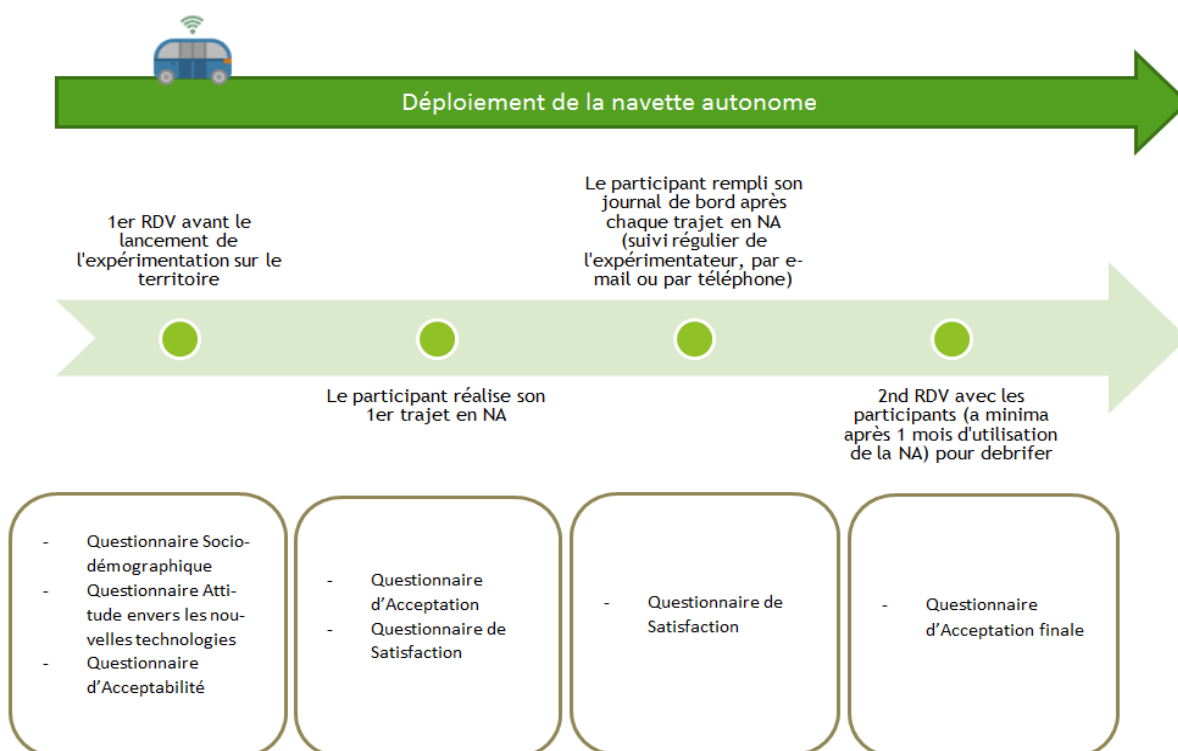 Déploiement de la navette autonome
1er RDV avant le
lancement de
l'expérimentation sur le
territoire
Le participant réalise son
1er trajet en NA
Le participant rempli son
journal de bord après
chaque trajet en NA
(suivi régulier de
l'expérimentateur, par e-
mail ou par téléphone)
2nd RDV avec les
participants (a minima
après 1 mois d'utilisation
de la NA) pour debrifer
- Questionnaire Socio-
démographique
- Questionnaire Atti-
tude envers les nou-
velles technologies
- Questionnaire
d’Acceptabilité
- Questionnaire
d’Acceptation
- Questionnaire de
Satisfaction
- Questionnaire de
Satisfaction
- Questionnaire
d’Acceptation finale